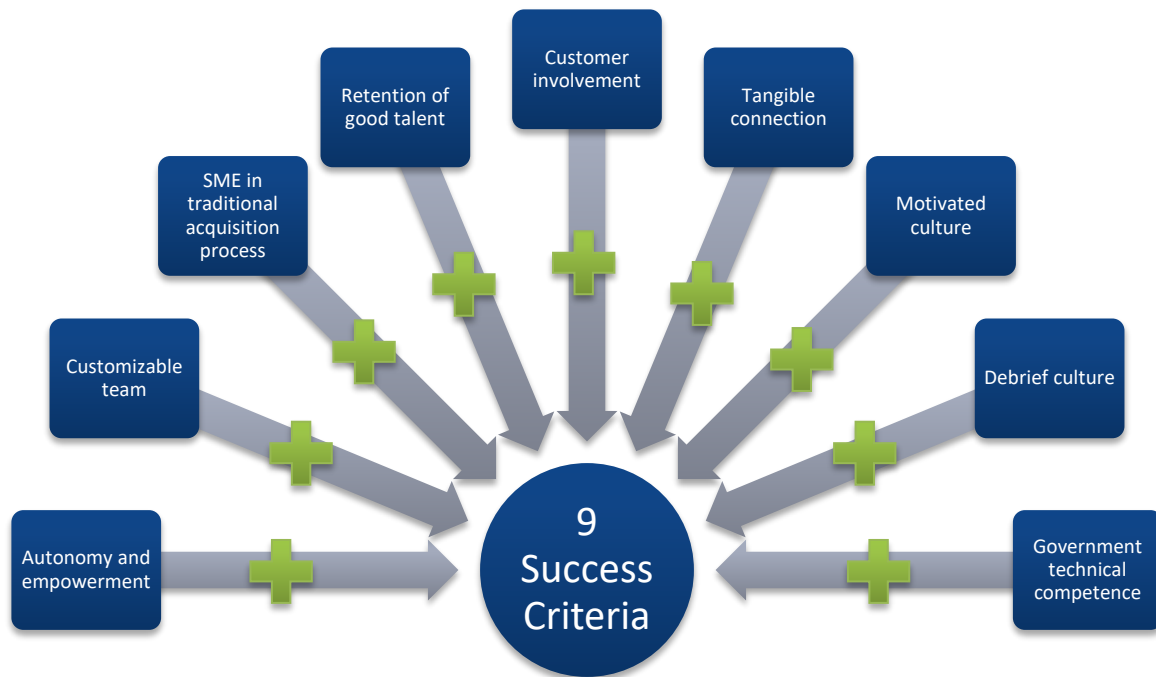 Customer
involvement
Retention of
good talent
Tangible
connection
SME in
traditional
acquisition
process
Motivated
culture
Customizable
team
Debrief culture
Autonomy and
empowerment
9
Success
Criteria
Government
technical
competence